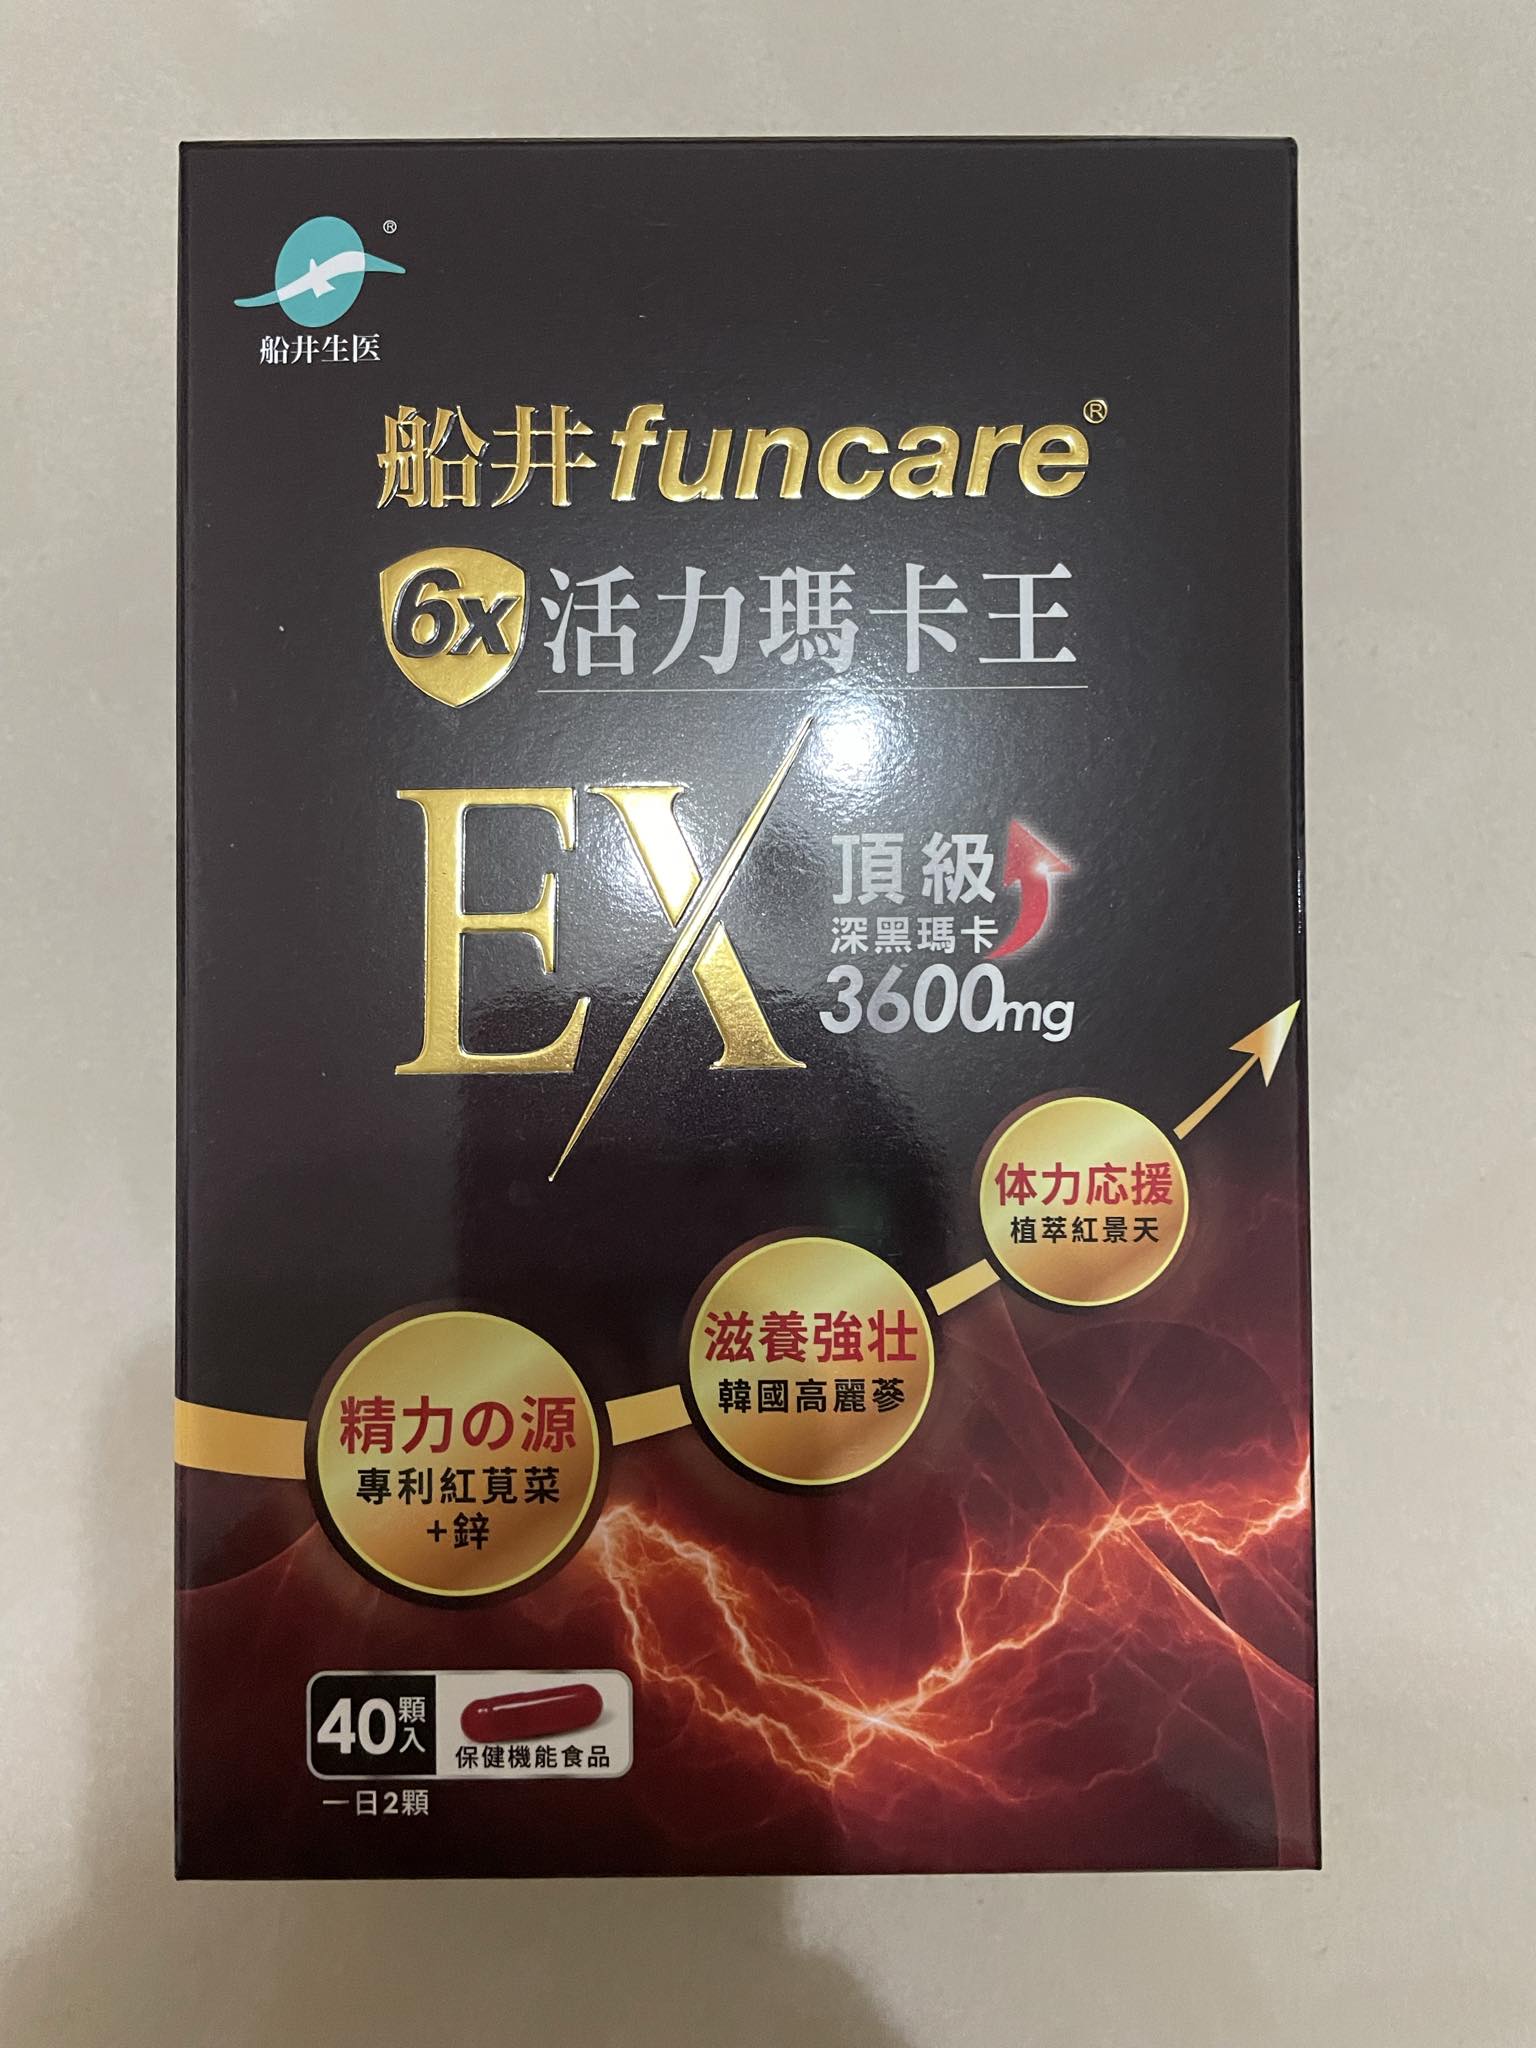 ®
船井生医
船井funcare®
6x 活力瑪卡王
EX
頂級
深黑瑪卡
3600mg
体力応援
植萃紅景天
滋養強壮
韓國高麗蔘
精力の源
專利紅莧菜
+鋅
40顆入
保健機能食品
一日2顆